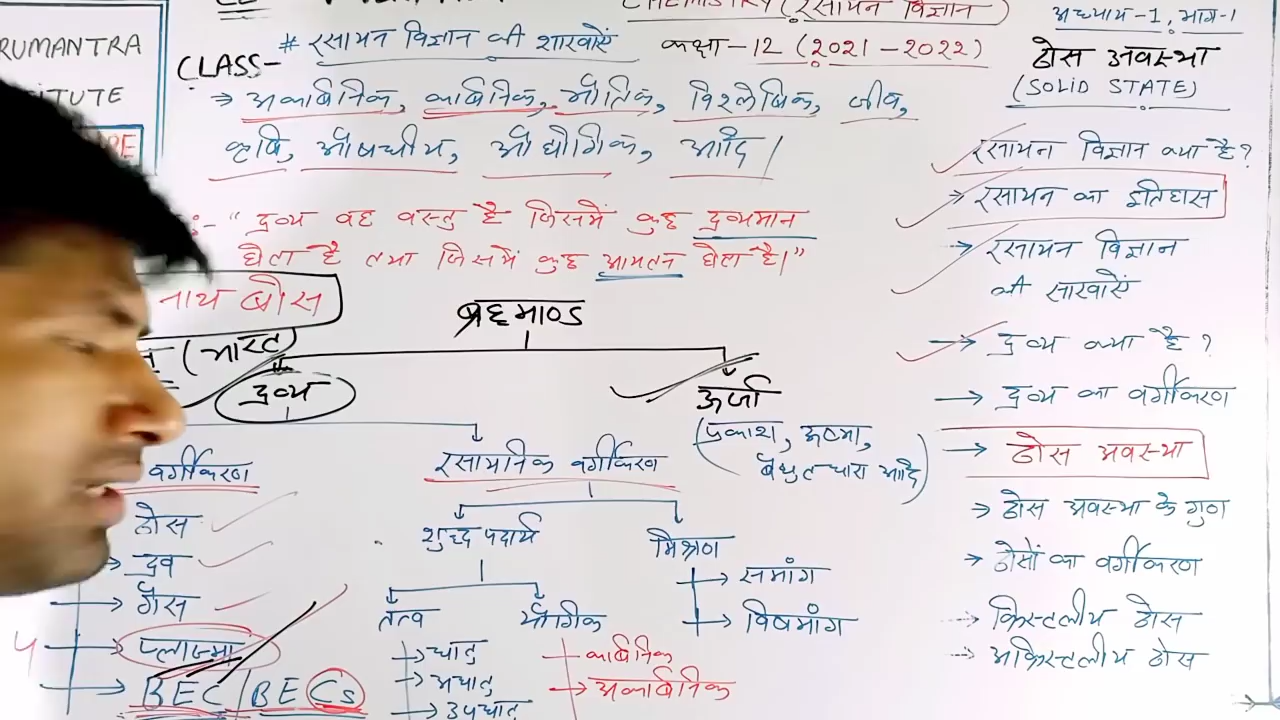 CHEMISTRY (रसायन विज्ञान)
अध्याय-1, भाग-1
RUMANTRA
TITUTE
CLASS-
# रसायन विज्ञान की शाखाऐं
कक्षा-12 (2021-2022)
ठोस अवस्था
(SOLID STATE)
→ अकार्बनिक, कार्बनिक, भौतिक, विश्लेषिक, जीव,
कृषि, औषधीय, औद्योगिक, आदि।
:- "द्रव्य वह वस्तु है जिसमें कुछ द्रव्यमान
होता है तथा जिसमें कुछ आयतन होता है।"
नाथ बोस
(भारत)
ब्रह्माण्ड
द्रव्य
ऊर्जा
(प्रकाश, ऊष्मा,
वैधुत धारा आदि)
वर्गीकरण
ठोस
→ द्रव
→ गैस
4
→ प्लाज्मा
→ BEC/BECs
रसायनिक वर्गीकरण
शुद्ध पदार्थ
मिश्रण
→ समांग
→ विषमांग
तत्व
यौगिक
→ धातु
→ अधातु
→ उपधातु
→ कार्बनिक
→ अकार्बनिक
रसायन विज्ञान क्या है?
→ रसायन का इतिहास
→ रसायन विज्ञान
की साखाऐं
→ द्रव्य क्या है?
→ द्रव्य का वर्गीकरण
→ ठोस अवस्था
→ ठोस अवस्था के गुण
→ ठोसों का वर्गीकरण
→ क्रिस्टलीय ठोस
→ अक्रिस्टलीय ठोस